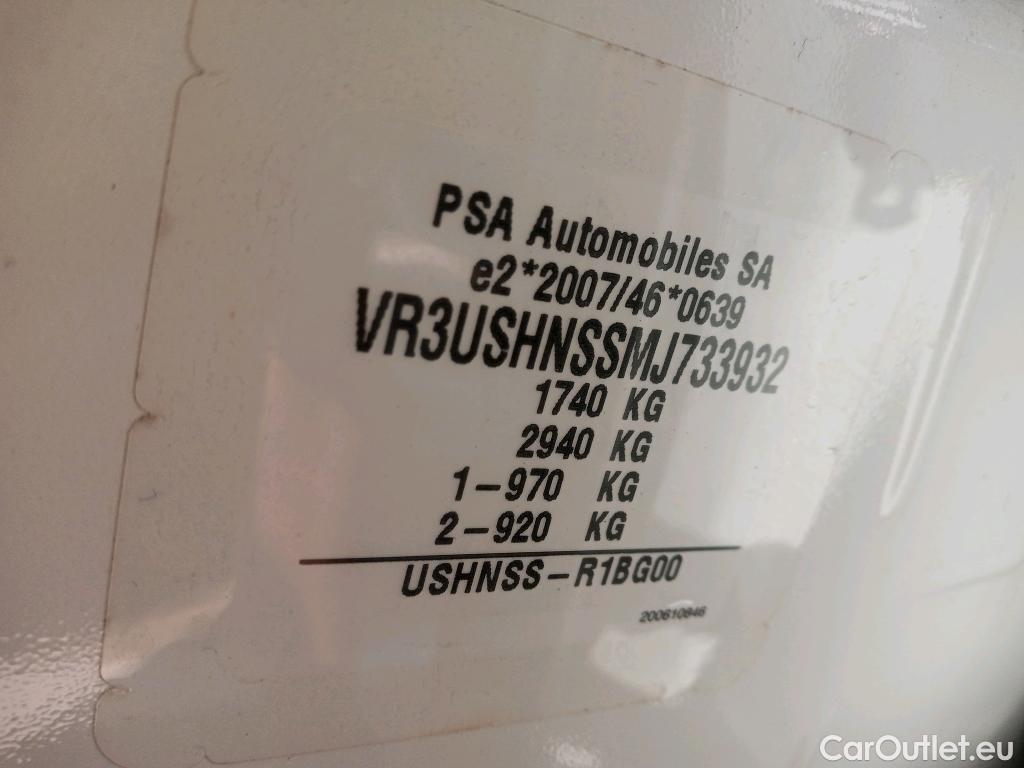 PSA Automobiles SA
e2*2007/46*0639
VR3USHNSSMJ733932
1740 KG
2940 KG
1-970 KG
2-920 KG
USHNSS-R1BG00
200610846
CarOutlet.eu